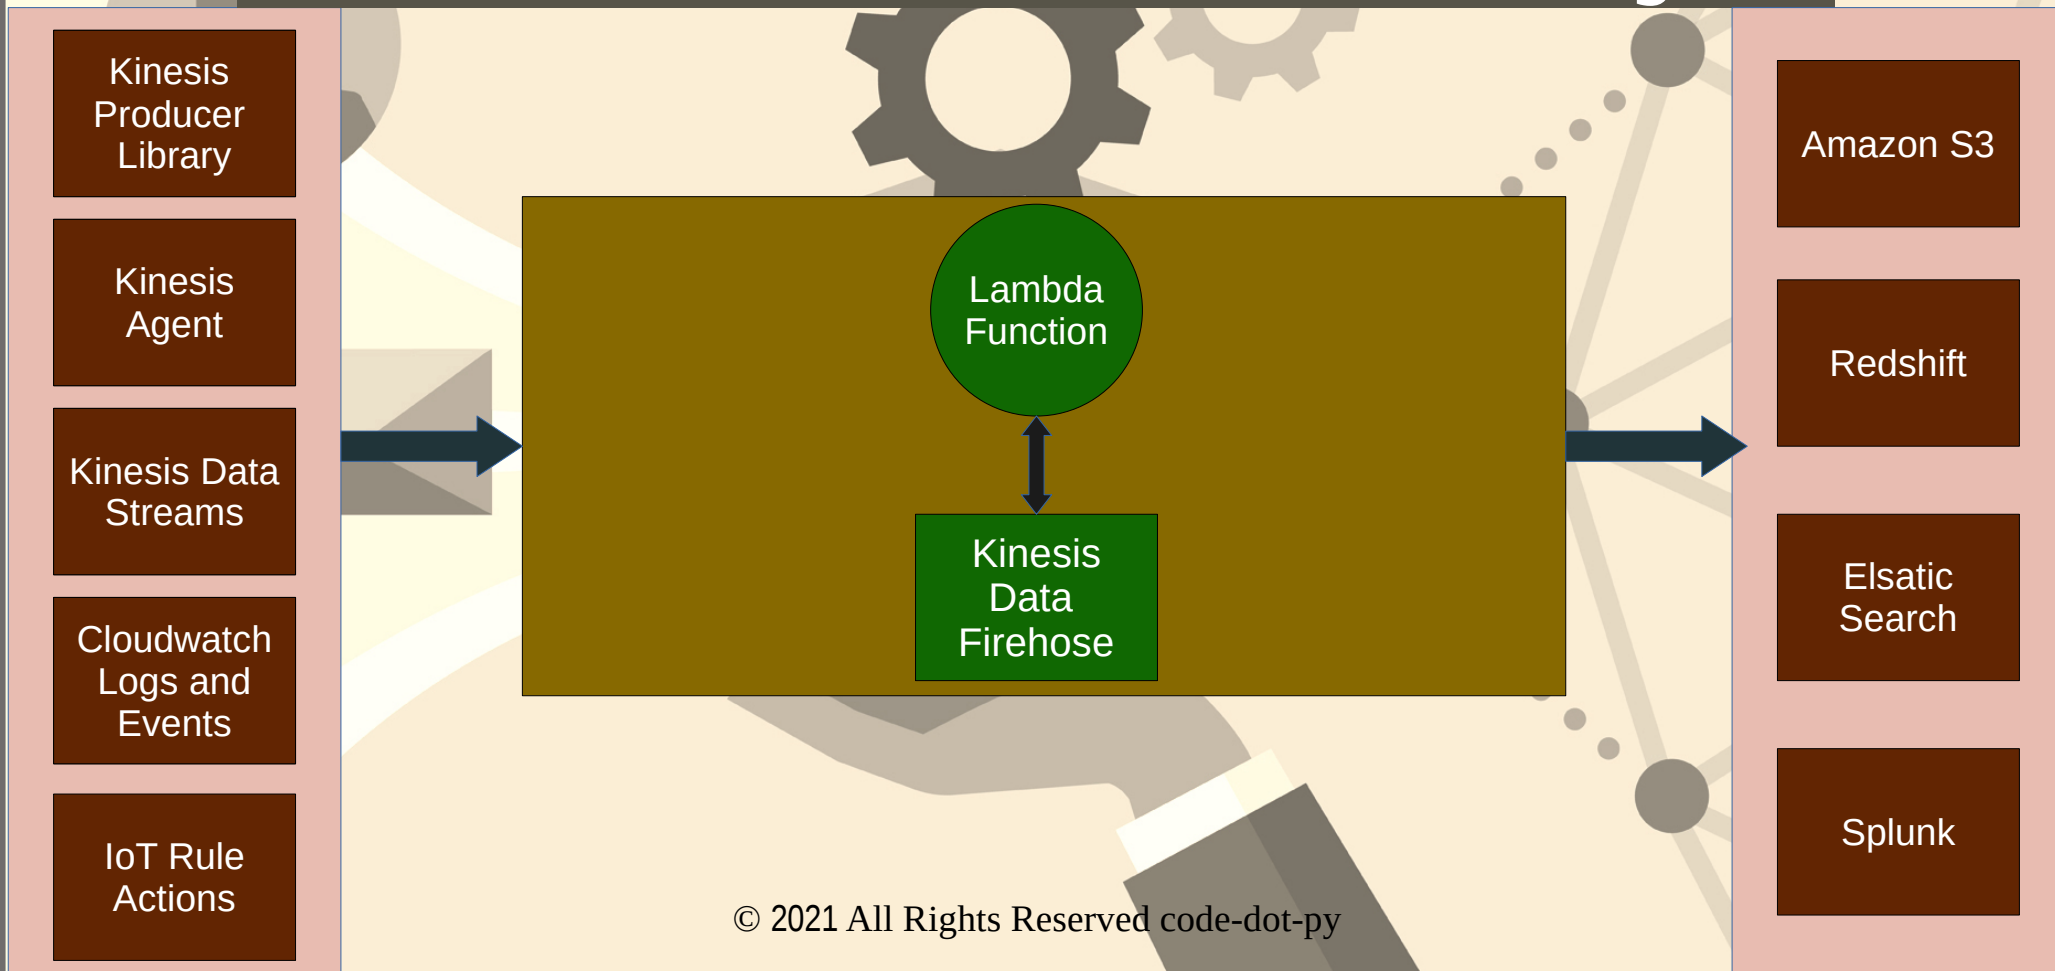 Kinesis
Producer
Library
Kinesis
Agent
Kinesis Data
Streams
Cloudwatch
Logs and
Events
IoT Rule
Actions
Lambda
Function
Kinesis
Data
Firehose
Amazon S3
Redshift
Elsatic
Search
Splunk
© 2021 All Rights Reserved code-dot-py